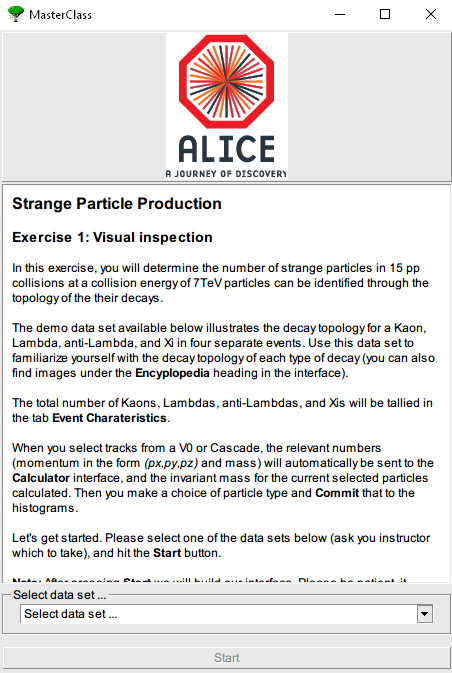 MasterClass
ALICE
A JOURNEY OF DISCOVERY
Strange Particle Production
Exercise 1: Visual inspection
In this exercise, you will determine the number of strange particles in 15 pp
collisions at a collision energy of 7TeV particles can be identified through the
topology of the their decays.
The demo data set available below illustrates the decay topology for a Kaon,
Lambda, anti-Lambda, and Xi in four separate events. Use this data set to
familiarize yourself with the decay topology of each type of decay (you can also
find images under the Encyplopedia heading in the interface).
The total number of Kaons, Lambdas, anti-Lambdas, and Xis will be tallied in
the tab Event Charateristics.
When you select tracks from a V0 or Cascade, the relevant numbers
(momentum in the form (px,py,pz) and mass) will automatically be sent to the
Calculator interface, and the invariant mass for the current selected particles
calculated. Then you make a choice of particle type and Commit that to the
histograms.
Let's get started. Please select one of the data sets below (ask you instructor
which to take), and hit the Start button.
Note: After pressing Start we will build our interface. Please be patient, it
Select data set ...
Select data set ...
Start